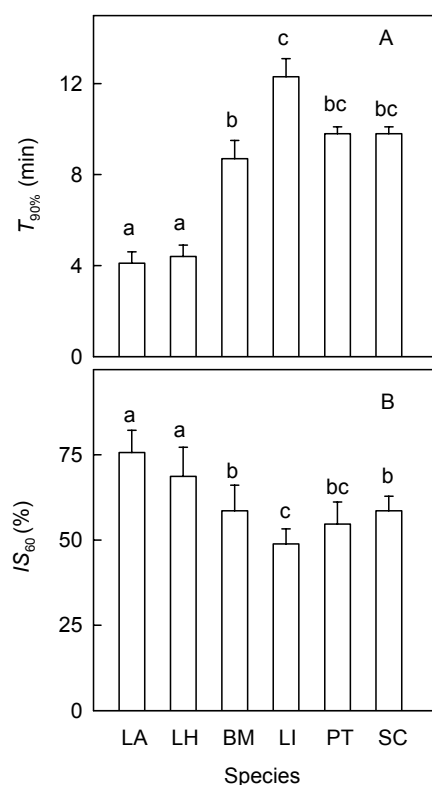 A
c
bc bc
b
a a
12
8
4
0
T90% (min)
B
a
a
b
c
bc
b
75
50
25
0
IS60 (%)
LA LH BM LI PT SC
Species